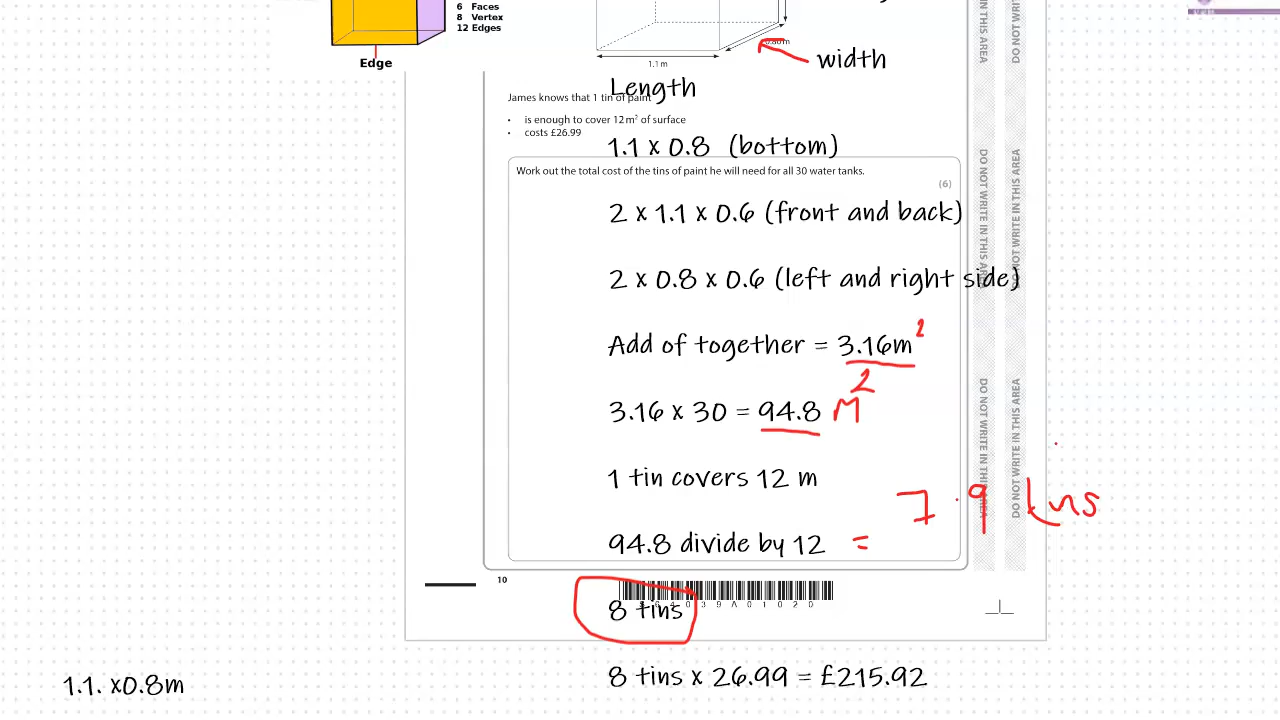 6 Faces
8 Vertex
12 Edges
Edge
1.1 m
width
Length
James knows that 1 tin of paint
• is enough to cover 12 m² of surface
• costs £26.99
1.1 x 0.8 (bottom)
Work out the total cost of the tins of paint he will need for all 30 water tanks.
(6)
2 x 1.1 x 0.6 (front and back)
2 x 0.8 x 0.6 (left and right side)
Add of together = 3.16m²
3.16 x 30 = 94.8 M²
1 tin covers 12 m
94.8 divide by 12 = 7.9 tns
10
8 tins
8 tins x 26.99 = £215.92
1.1. x0.8m
DO NOT WRITE IN THIS AREA
DO NOT WRITE IN THIS AREA
DO NOT WRITE IN THIS AREA
DO NOT WRITE IN THIS AREA
IN THIS AREA
IN THIS AREA